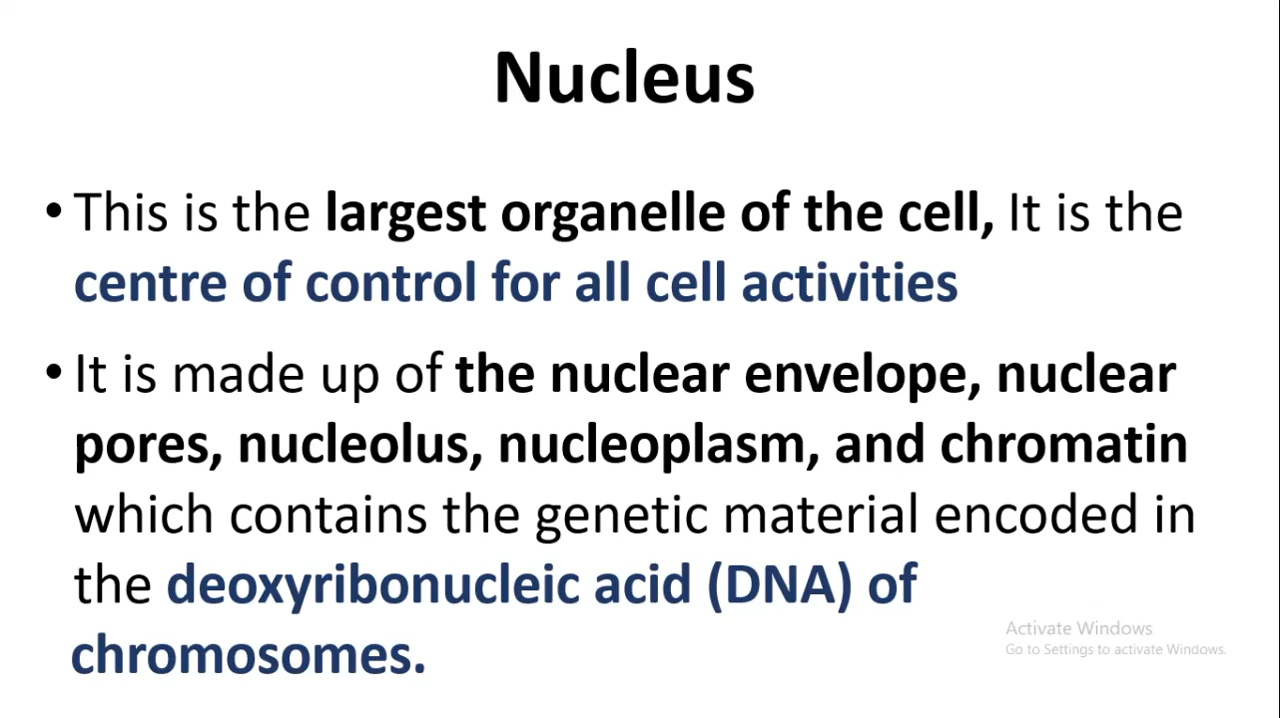 Nucleus
• This is the largest organelle of the cell, It is the
centre of control for all cell activities
• It is made up of the nuclear envelope, nuclear
pores, nucleolus, nucleoplasm, and chromatin
which contains the genetic material encoded in
the deoxyribonucleic acid (DNA) of
chromosomes.
Activate Windows
Go to Settings to activate Windows.